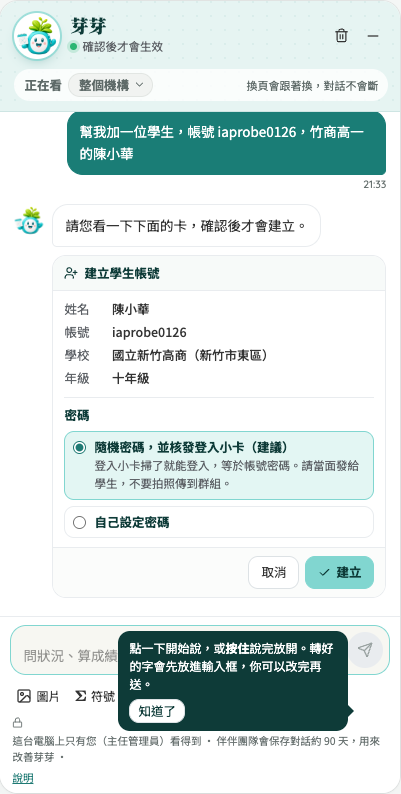 芽芽
確認後才會生效
正在看 整個機構 換頁會跟著換，對話不會斷
幫我加一位學生，帳號 iaprobe0126，竹商高一
的陳小華
21:33
請您看一下下面的卡，確認後才會建立。
建立學生帳號
姓名 陳小華
帳號 iaprobe0126
學校 國立新竹高商（新竹市東區）
年級 十年級
密碼
隨機密碼，並核發登入小卡（建議）
登入小卡掃了就能登入，等於帳號密碼。請當面發給
學生，不要拍照傳到群組。
自己設定密碼
取消 建立
問狀況、算成績
點一下開始說，或按住說完放開。轉好
的字會先放進輸入框，你可以改完再
送。
知道了
圖片 符號
這台電腦上只有您（主任管理員）看得到 · 伴伴團隊會保存對話約 90 天，用來
改善芽芽 ·
說明